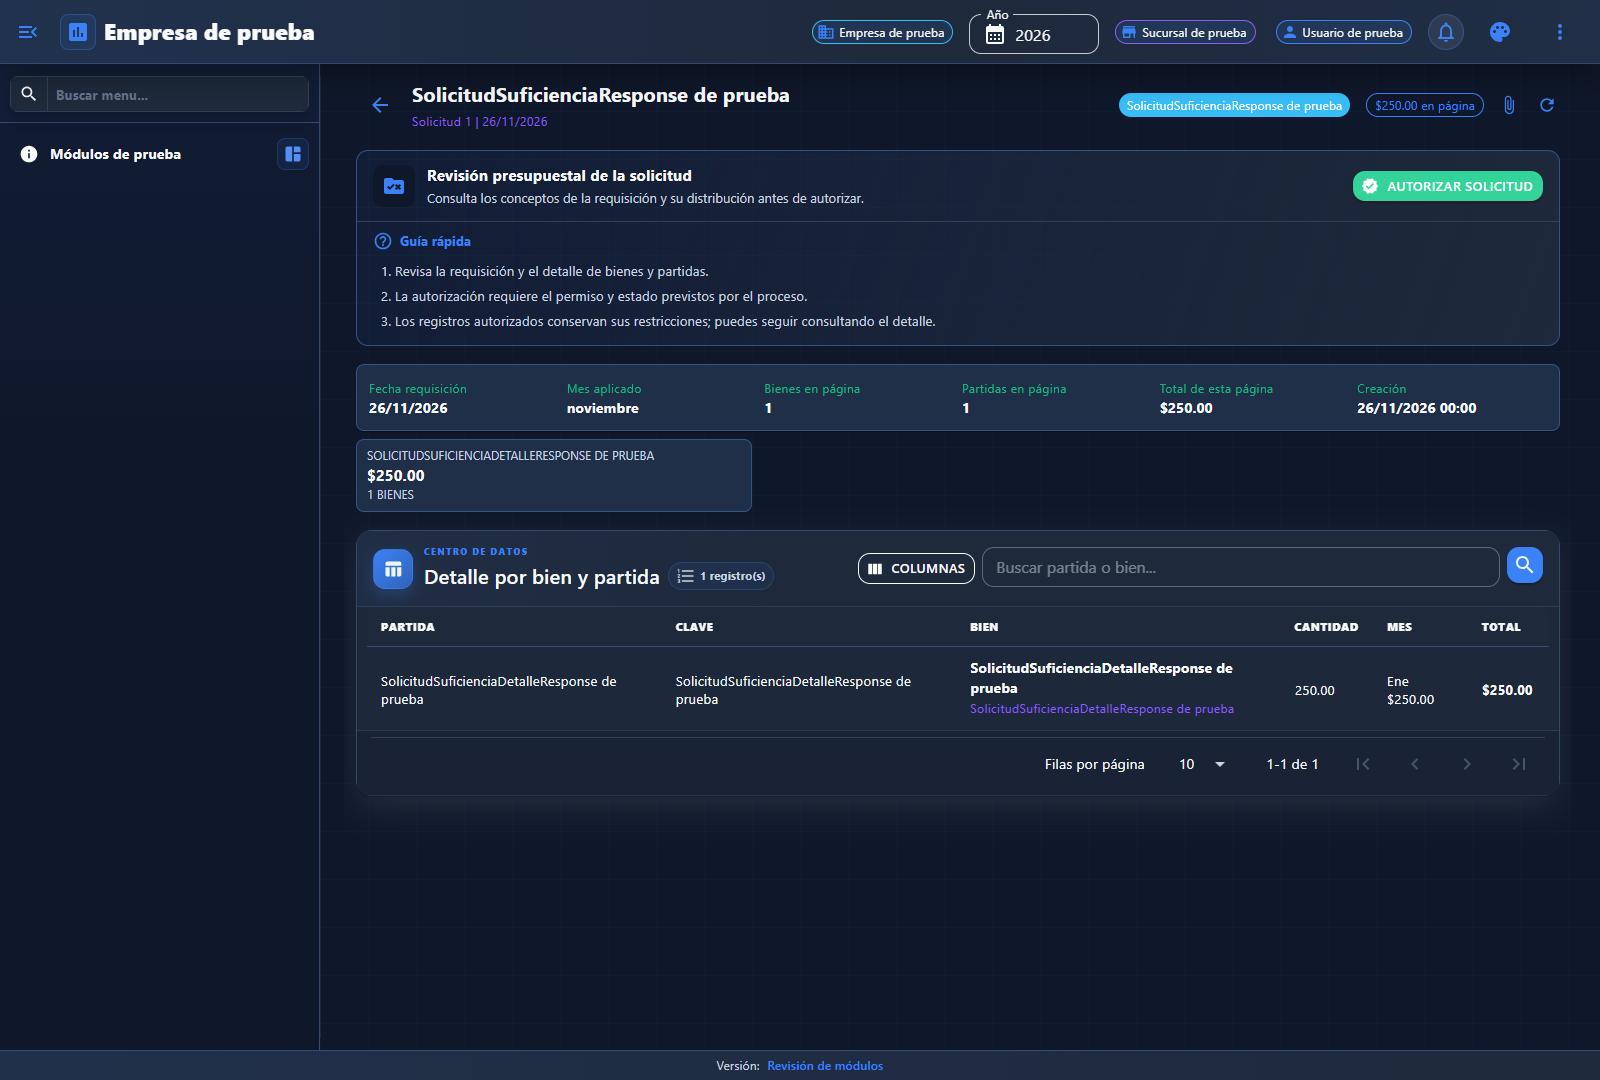 Empresa de prueba
Empresa de prueba
Año
2026
Sucursal de prueba
Usuario de prueba
Buscar menu...
Módulos de prueba
SolicitudSuficienciaResponse de prueba
Solicitud 1 | 26/11/2026
SolicitudSuficienciaResponse de prueba
$250.00 en página
Revisión presupuestal de la solicitud
Consulta los conceptos de la requisición y su distribución antes de autorizar.
AUTORIZAR SOLICITUD
Guía rápida
1. Revisa la requisición y el detalle de bienes y partidas.
2. La autorización requiere el permiso y estado previstos por el proceso.
3. Los registros autorizados conservan sus restricciones; puedes seguir consultando el detalle.
Fecha requisición
26/11/2026
Mes aplicado
noviembre
Bienes en página
1
Partidas en página
1
Total de esta página
$250.00
Creación
26/11/2026 00:00
SOLICITUDSUFICIENCIADETALLERESPONSE DE PRUEBA
$250.00
1 BIENES
CENTRO DE DATOS
Detalle por bien y partida
1 registro(s)
COLUMNAS
Buscar partida o bien...
PARTIDA CLAVE BIEN CANTIDAD MES TOTAL
SolicitudSuficienciaDetalleResponse de
prueba
SolicitudSuficienciaDetalleResponse de
prueba
SolicitudSuficienciaDetalleResponse de
prueba
SolicitudSuficienciaDetalleResponse de prueba
250.00
Ene
$250.00
$250.00
Filas por página 10 1-1 de 1
Versión: Revisión de módulos